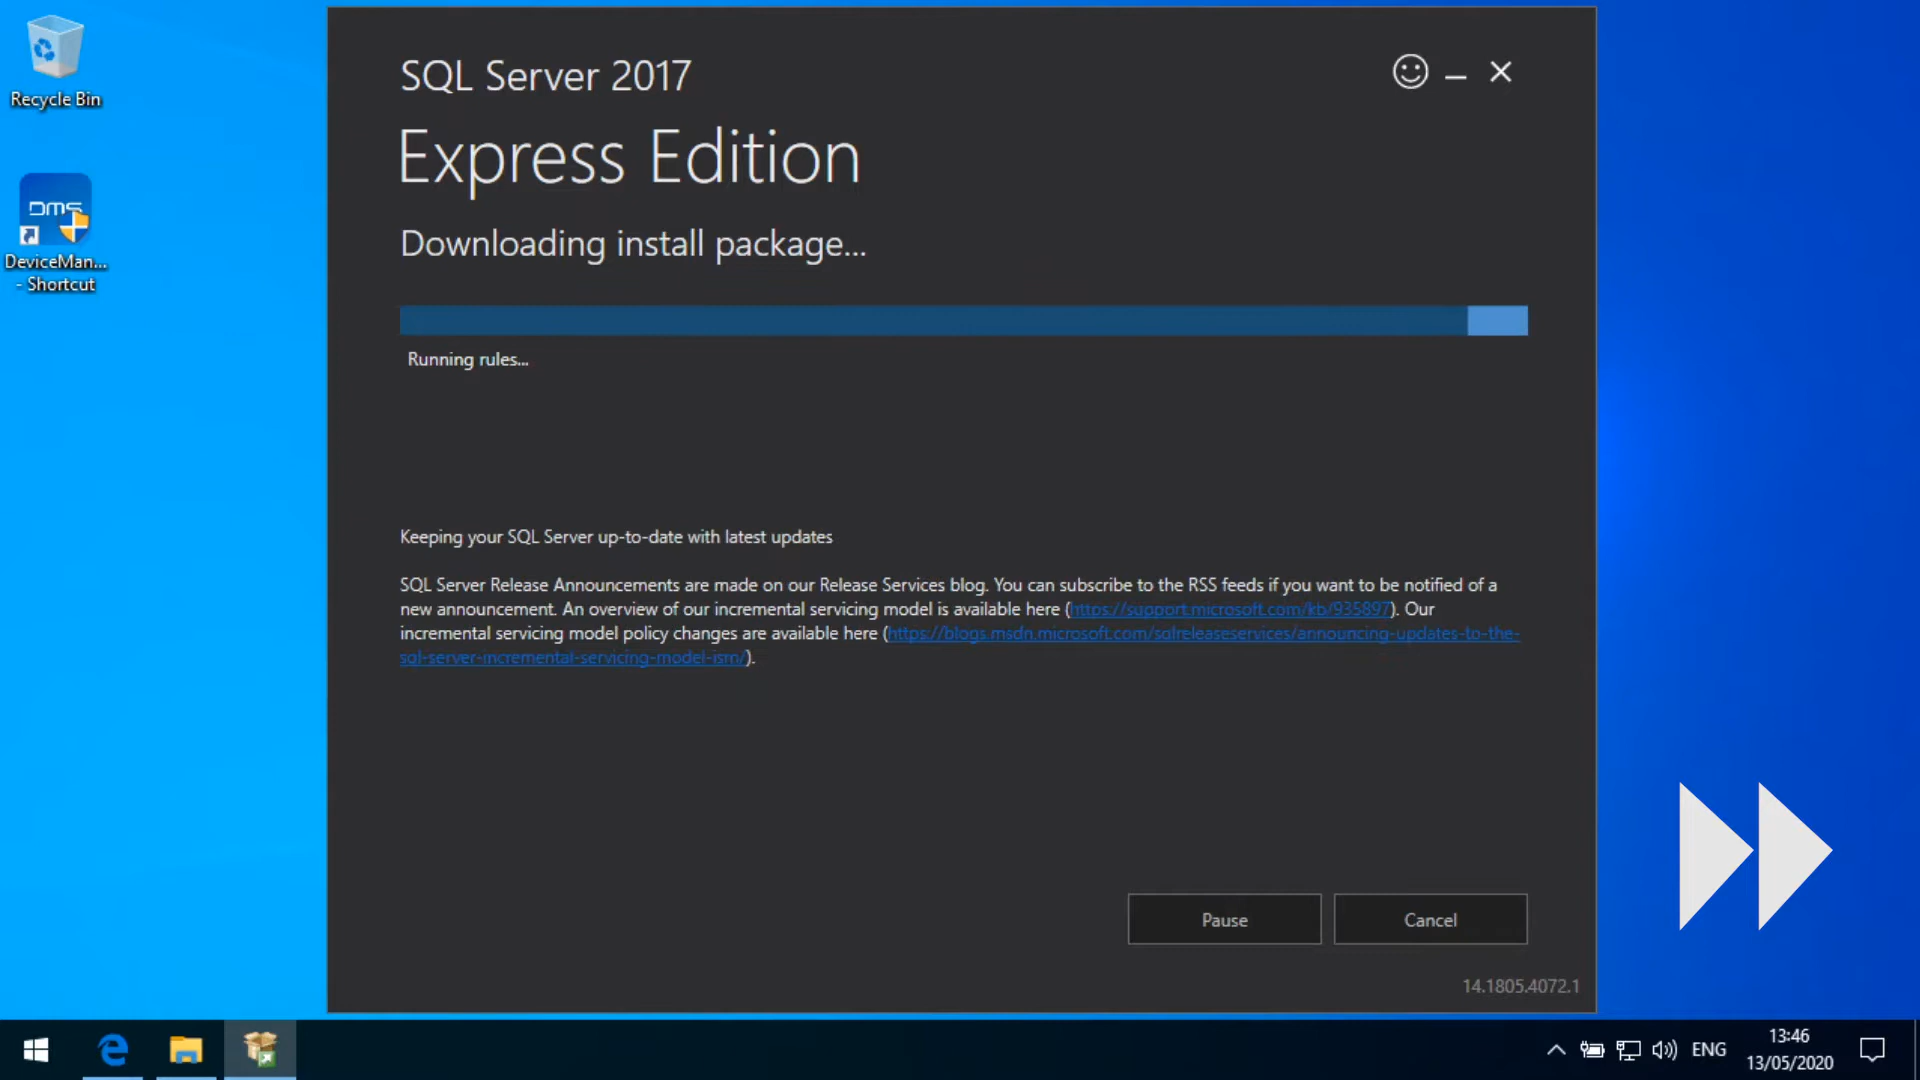 Recycle Bin
DMS
DeviceMan...
- Shortcut
SQL Server 2017
Express Edition
Downloading install package...
Running rules...
Keeping your SQL Server up-to-date with latest updates
SQL Server Release Announcements are made on our Release Services blog. You can subscribe to the RSS feeds if you want to be notified of a
new announcement. An overview of our incremental servicing model is available here (https://support.microsoft.com/kb/935897). Our
incremental servicing model policy changes are available here (https://blogs.msdn.microsoft.com/sqlreleaseservices/announcing-updates-to-the-
sql-server-incremental-servicing-model-ism/).
Pause
Cancel
14.1805.4072.1
ENG
13:46
13/05/2020